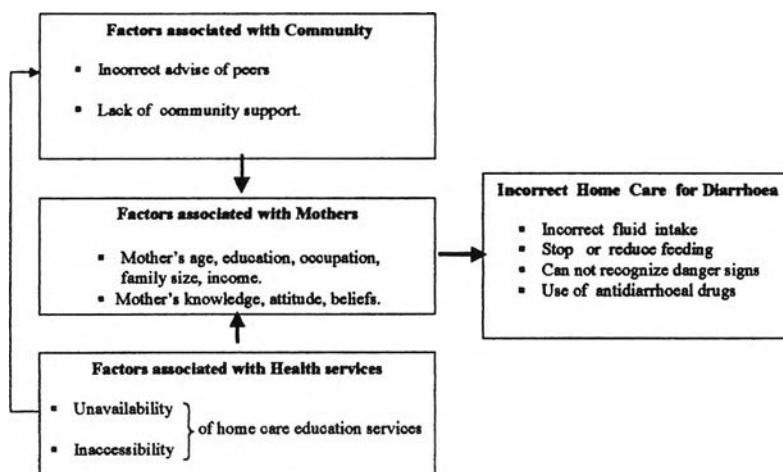 Factors associated with Community
▪ Incorrect advise of peers
▪ Lack of community support.
Factors associated with Mothers
▪ Mother's age, education, occupation,
family size, income.
▪ Mother's knowledge, attitude, beliefs.
Factors associated with Health services
▪ Unavailability
▪ Inaccessibility
of home care education services
Incorrect Home Care for Diarrhoea
▪ Incorrect fluid intake
▪ Stop or reduce feeding
▪ Can not recognize danger signs
▪ Use of antidiarrhoeal drugs